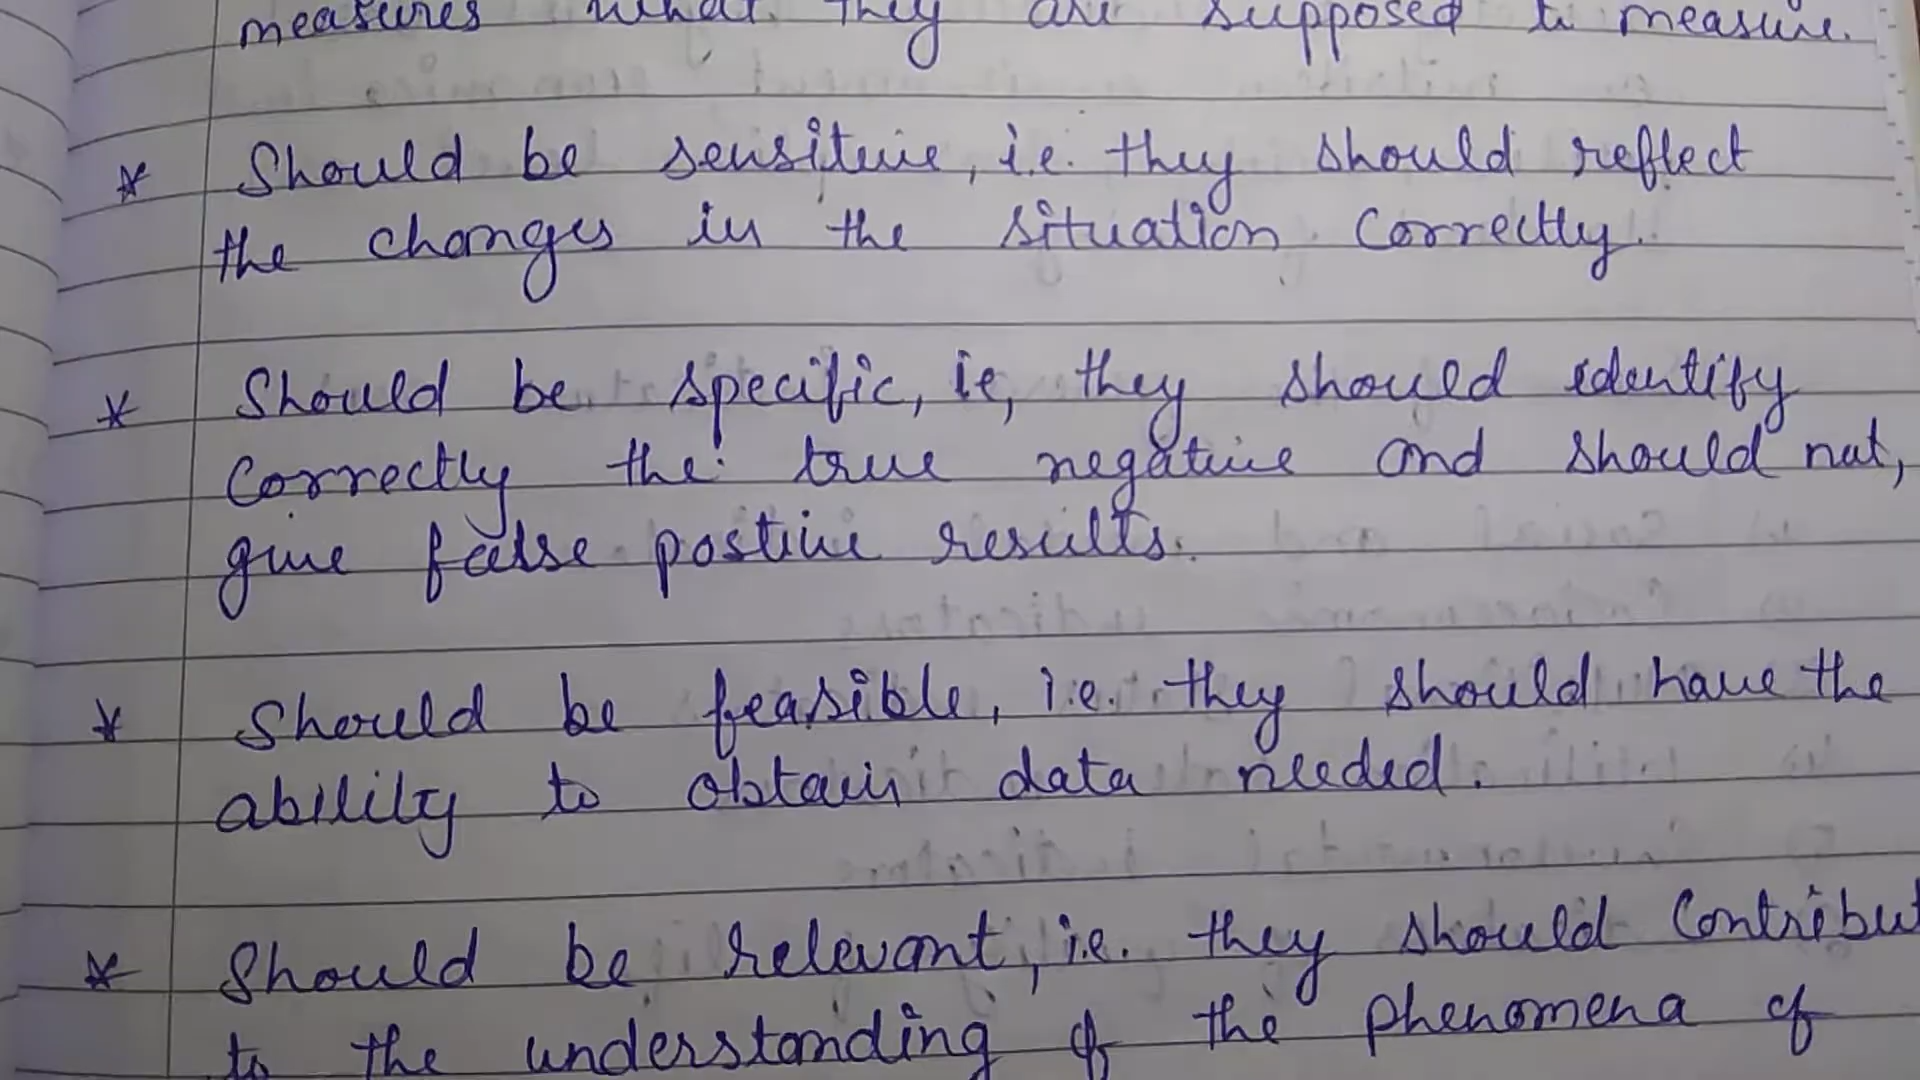 measures what they are supposed to measure.
* Should be sensitive, i.e. they should reflect
the changes in the situation correctly.
* Should be specific, ie, they should identify
correctly the true negative and should not,
give false postive results.
* Should be feasible, i.e. they should have the
ability to obtain data needed.
* Should be relevant, i.e. they should Contribut
to the understanding of the phenomena of